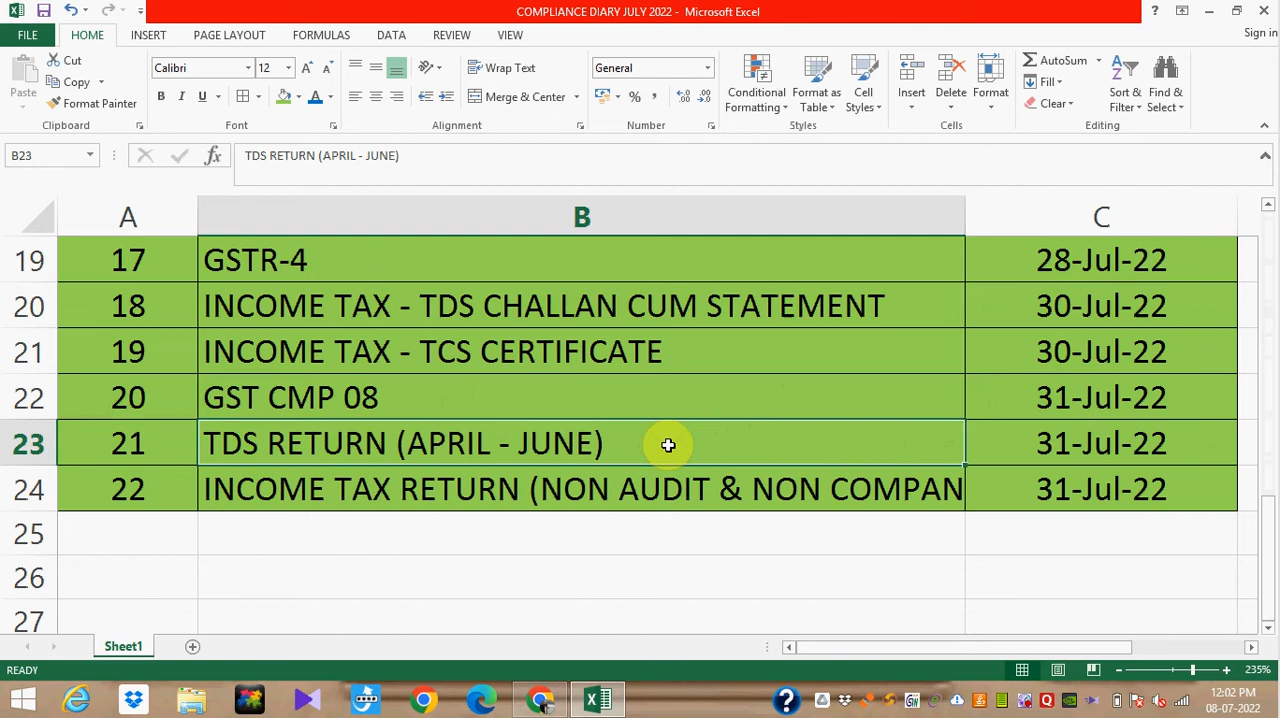 COMPLIANCE DIARY JULY 2022 - Microsoft Excel
FILE HOME INSERT PAGE LAYOUT FORMULAS DATA REVIEW VIEW Sign in
Paste
Cut
Copy
Format Painter
Clipboard
Calibri 12
B I U
Font
Wrap Text
Merge & Center
Alignment
General
Number
Conditional Formatting
Format as Table
Cell Styles
Styles
Insert Delete Format
Cells
AutoSum
Fill
Clear
Sort & Filter
Find & Select
Editing
B23 TDS RETURN (APRIL - JUNE)
A B C
19 17 GSTR-4 28-Jul-22
20 18 INCOME TAX - TDS CHALLAN CUM STATEMENT 30-Jul-22
21 19 INCOME TAX - TCS CERTIFICATE 30-Jul-22
22 20 GST CMP 08 31-Jul-22
23 21 TDS RETURN (APRIL - JUNE) 31-Jul-22
24 22 INCOME TAX RETURN (NON AUDIT & NON COMPAN 31-Jul-22
25
26
27
Sheet1
READY 235%
12:02 PM
08-07-2022